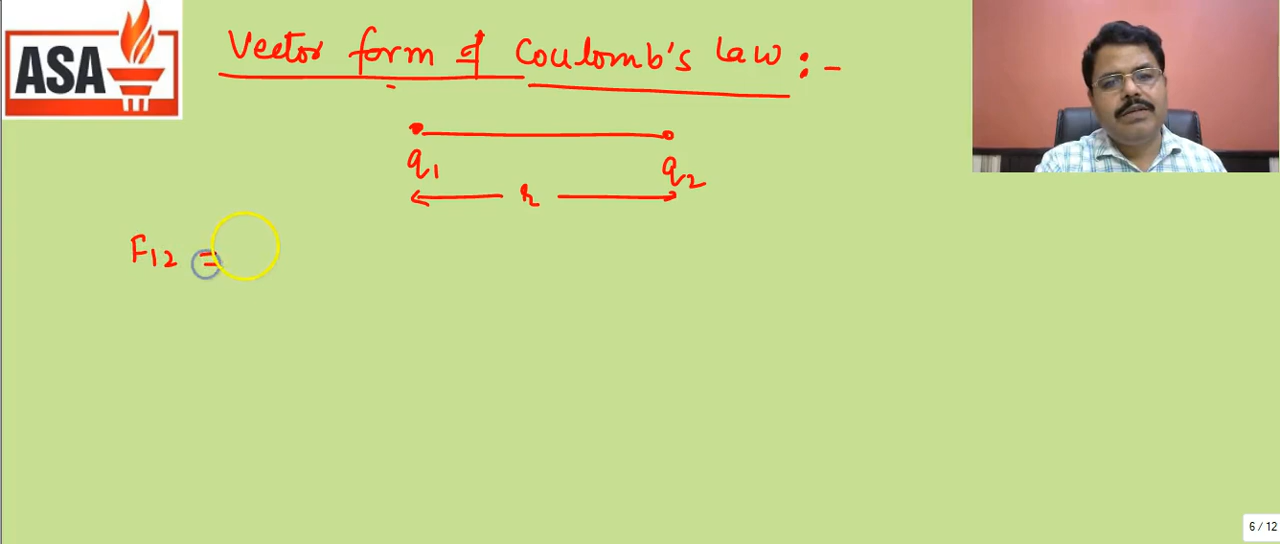 ASA
Vector form of Coulomb's law :-
q1 q2
r
F12 =
6 / 12